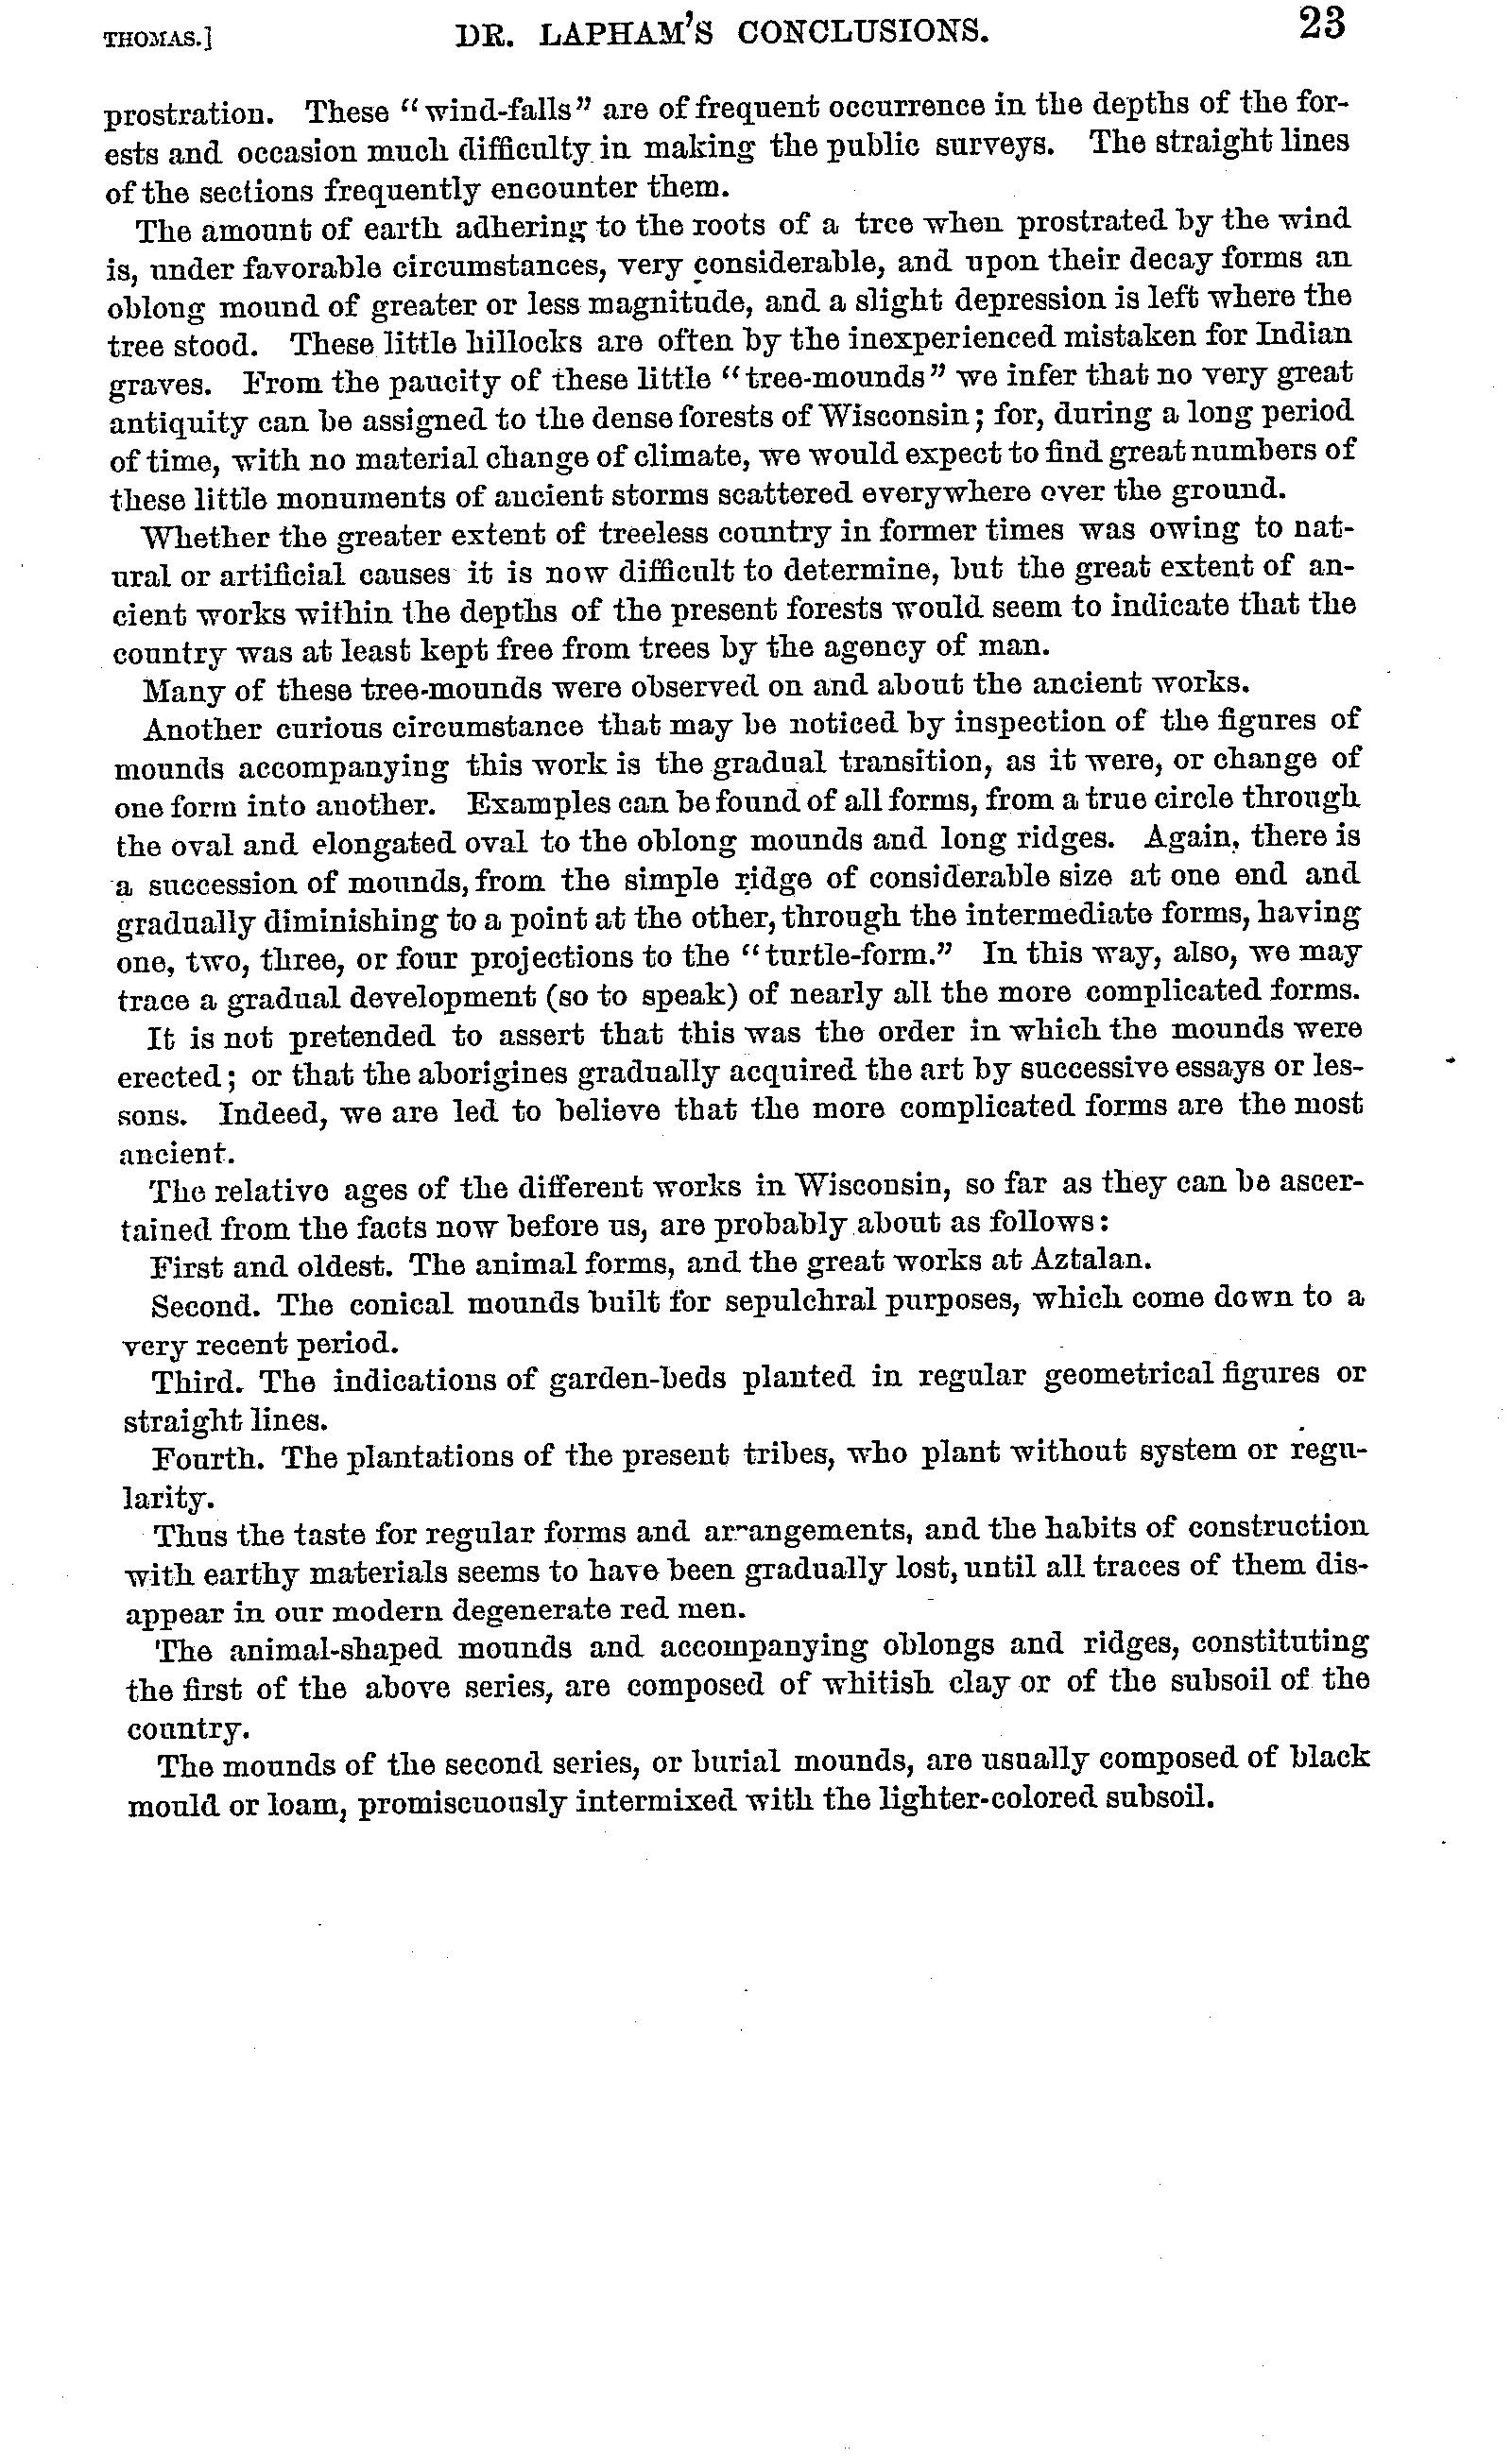 THOMAS.] DR. LAPHAM'S CONCLUSIONS. 23
prostration. These "wind-falls" are of frequent occurrence in the depths of the for-
ests and occasion much difficulty in making the public surveys. The straight lines
of the sections frequently encounter them.
The amount of earth adhering to the roots of a tree when prostrated by the wind
is, under favorable circumstances, very considerable, and upon their decay forms an
oblong mound of greater or less magnitude, and a slight depression is left where the
tree stood. These little hillocks are often by the inexperienced mistaken for Indian
graves. From the paucity of these little "tree-mounds" we infer that no very great
antiquity can be assigned to the dense forests of Wisconsin; for, during a long period
of time, with no material change of climate, we would expect to find great numbers of
these little monuments of ancient storms scattered everywhere over the ground.
Whether the greater extent of treeless country in former times was owing to nat-
ural or artificial causes it is now difficult to determine, but the great extent of an-
cient works within the depths of the present forests would seem to indicate that the
country was at least kept free from trees by the agency of man.
Many of these tree-mounds were observed on and about the ancient works.
Another curious circumstance that may be noticed by inspection of the figures of
mounds accompanying this work is the gradual transition, as it were, or change of
one form into another. Examples can be found of all forms, from a true circle through
the oval and elongated oval to the oblong mounds and long ridges. Again, there is
a succession of mounds, from the simple ridge of considerable size at one end and
gradually diminishing to a point at the other, through the intermediate forms, having
one, two, three, or four projections to the "turtle-form." In this way, also, we may
trace a gradual development (so to speak) of nearly all the more complicated forms.
It is not pretended to assert that this was the order in which the mounds were
erected; or that the aborigines gradually acquired the art by successive essays or les-
sons. Indeed, we are led to believe that the more complicated forms are the most
ancient.
The relative ages of the different works in Wisconsin, so far as they can be ascer-
tained from the facts now before us, are probably about as follows:
First and oldest. The animal forms, and the great works at Aztalan.
Second. The conical mounds built for sepulchral purposes, which come down to a
very recent period.
Third. The indications of garden-beds planted in regular geometrical figures or
straight lines.
Fourth. The plantations of the present tribes, who plant without system or regu-
larity.
Thus the taste for regular forms and arrangements, and the habits of construction
with earthy materials seems to have been gradually lost, until all traces of them dis-
appear in our modern degenerate red men.
The animal-shaped mounds and accompanying oblongs and ridges, constituting
the first of the above series, are composed of whitish clay or of the subsoil of the
country.
The mounds of the second series, or burial mounds, are usually composed of black
mould or loam, promiscuously intermixed with the lighter-colored subsoil.